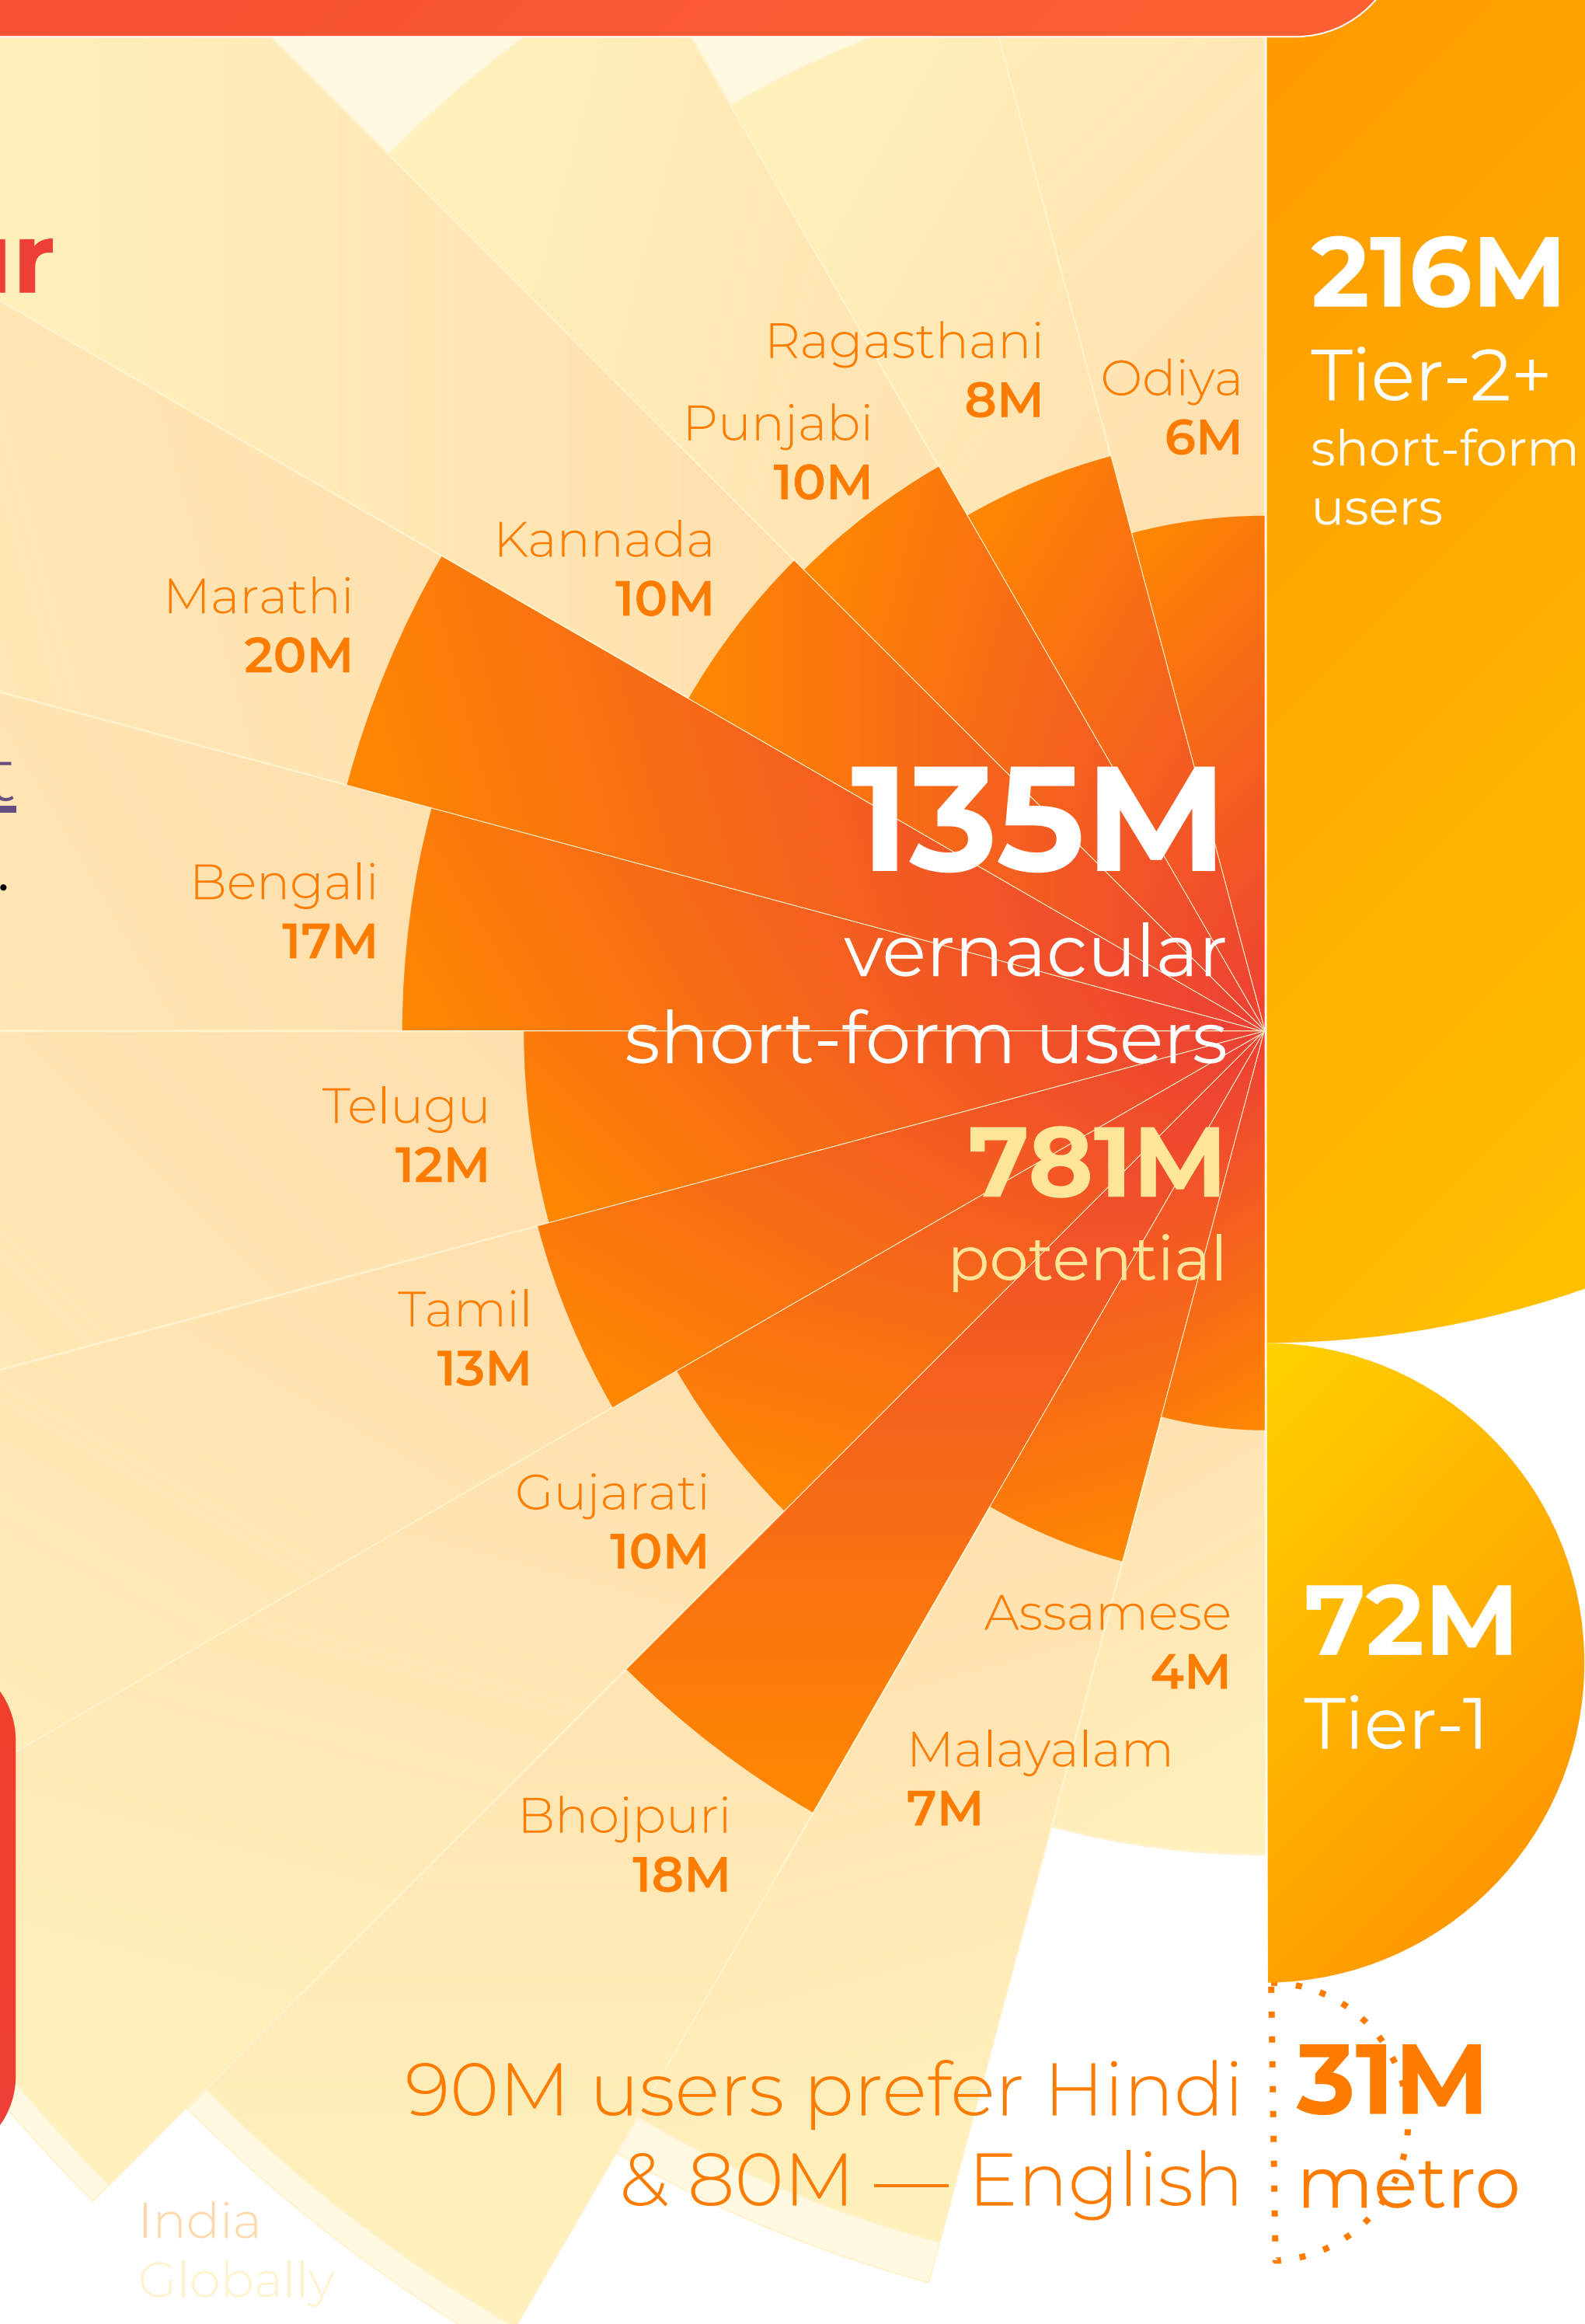 ur
216M
Tier-2+
short-form
users
Ragasthani
8M
Odiya
6M
Punjabi
10M
Kannada
10M
Marathi
20M
Bengali
17M
135M
vernacular
short-form users
781M
potential
Telugu
12M
Tamil
13M
Gujarati
10M
Assamese
4M
Malayalam
7M
Bhojpuri
18M
72M
Tier-1
90M users prefer Hindi
& 80M — English
31M
metro
India
Globally